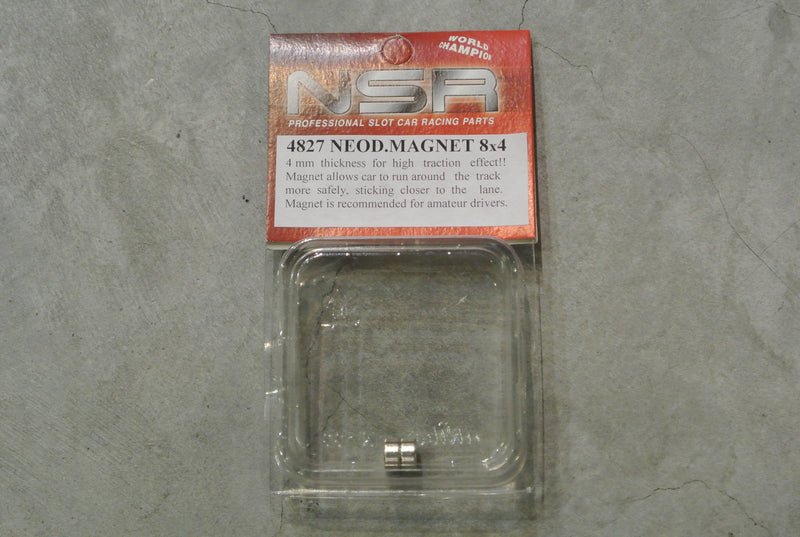 WORLD
CHAMPION
NSR
PROFESSIONAL SLOT CAR RACING PARTS
4827 NEOD.MAGNET 8x4
4 mm thickness for high traction effect!!
Magnet allows car to run around the track
more safely, sticking closer to the lane.
Magnet is recommended for amateur drivers.